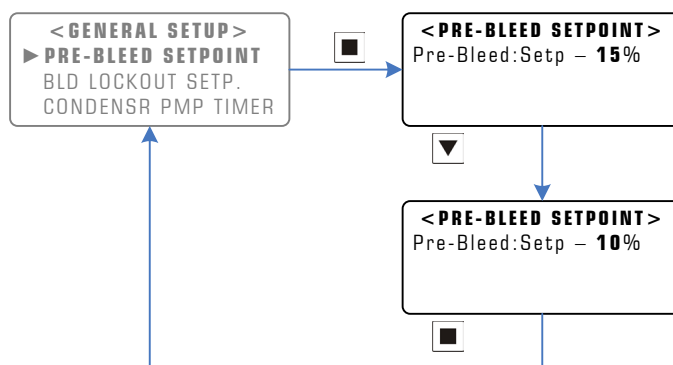 <GENERAL SETUP>
►PRE-BLEED SETPOINT
BLD LOCKOUT SETP.
CONDENSR PMP TIMER
<PRE-BLEED SETPOINT>
Pre-Bleed:Setp – 15%
<PRE-BLEED SETPOINT>
Pre-Bleed:Setp – 10%